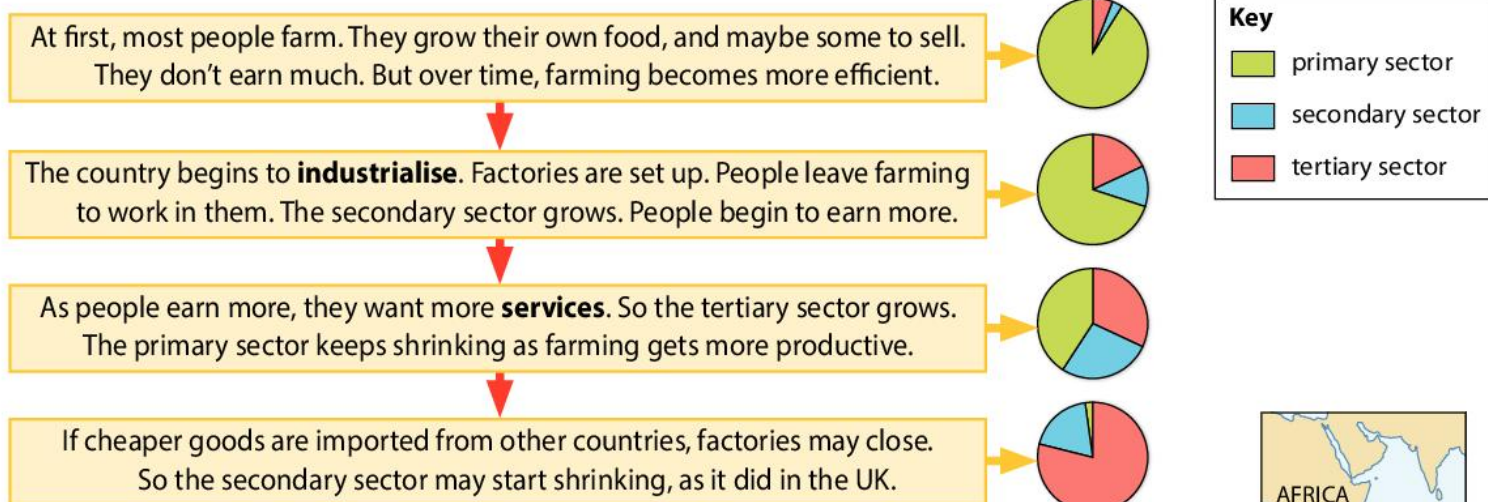 At first, most people farm. They grow their own food, and maybe some to sell.
They don't earn much. But over time, farming becomes more efficient.
The country begins to industrialise. Factories are set up. People leave farming
to work in them. The secondary sector grows. People begin to earn more.
As people earn more, they want more services. So the tertiary sector grows.
The primary sector keeps shrinking as farming gets more productive.
If cheaper goods are imported from other countries, factories may close.
So the secondary sector may start shrinking, as it did in the UK.
Key
primary sector
secondary sector
tertiary sector
AFRICA